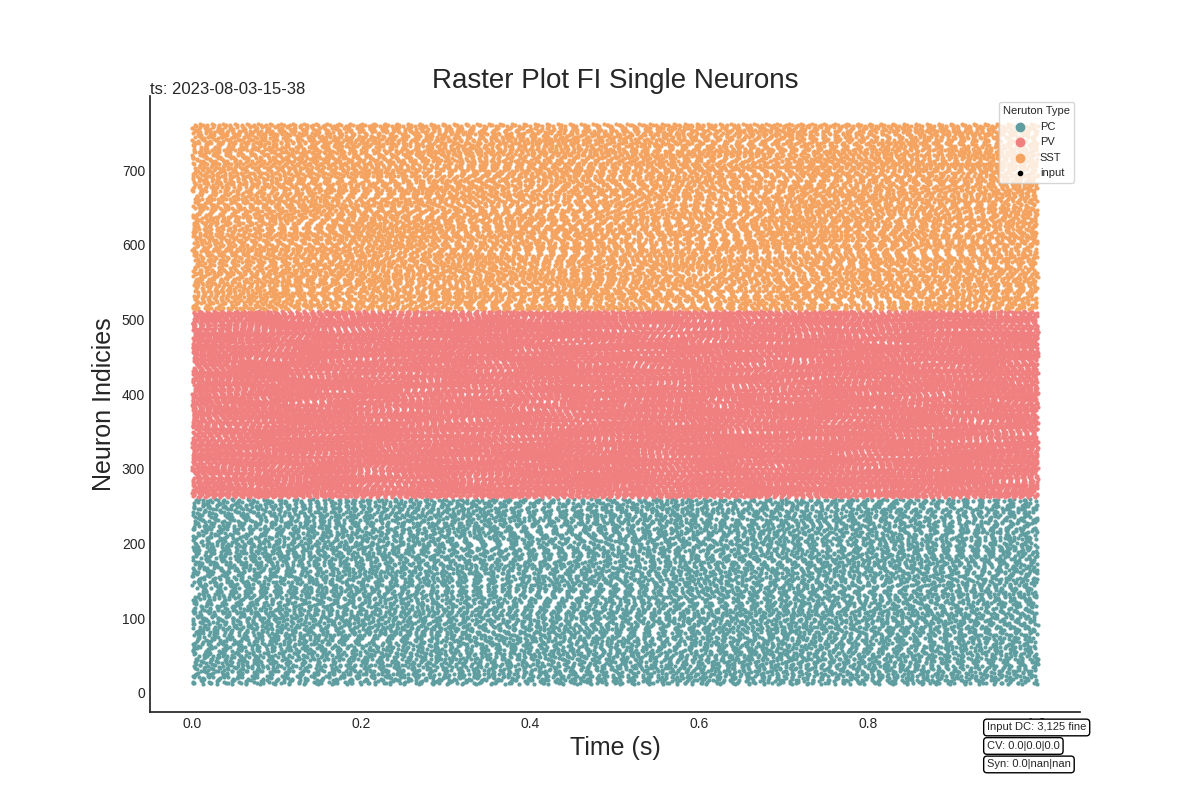 Raster Plot FI Single Neurons
ts: 2023-08-03-15-38
Neruton Type
PC
PV
SST
input
Neuron Indicies
700
600
500
400
300
200
100
0
0.0
0.2
0.4
0.6
0.8
Time (s)
Input DC: 3,125 fine
CV: 0.0|0.0|0.0
Syn: 0.0|nan|nan